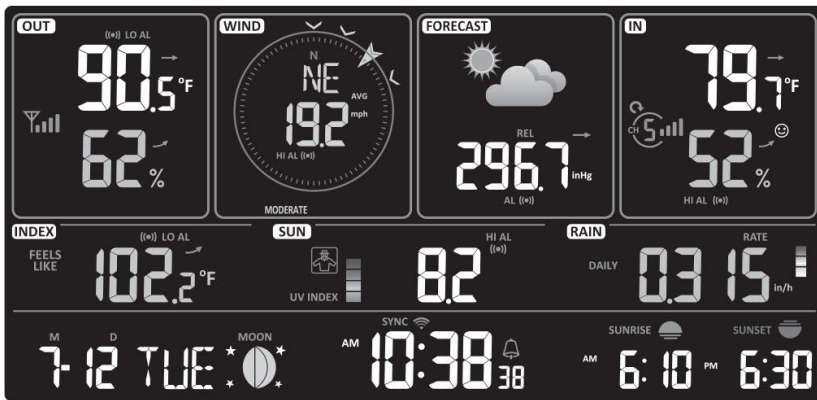 OUT
((•)) LO AL
90.5°F
62%
WIND
N
NE
AVG
19.2 mph
HI AL ((•))
MODERATE
FORECAST
REL
296.7 inHg
AL ((•))
IN
79.7°F
CH 5
52%
HI AL ((•))
INDEX
((•)) LO AL
FEELS
LIKE
102.2°F
SUN
HI AL
((•))
UV INDEX
8.2
RAIN
RATE
DAILY
0.315 in/h
M D
7-12 TUE
MOON
SYNC
AM 10:38 38
SUNRISE
AM 6:10
SUNSET
PM 6:30